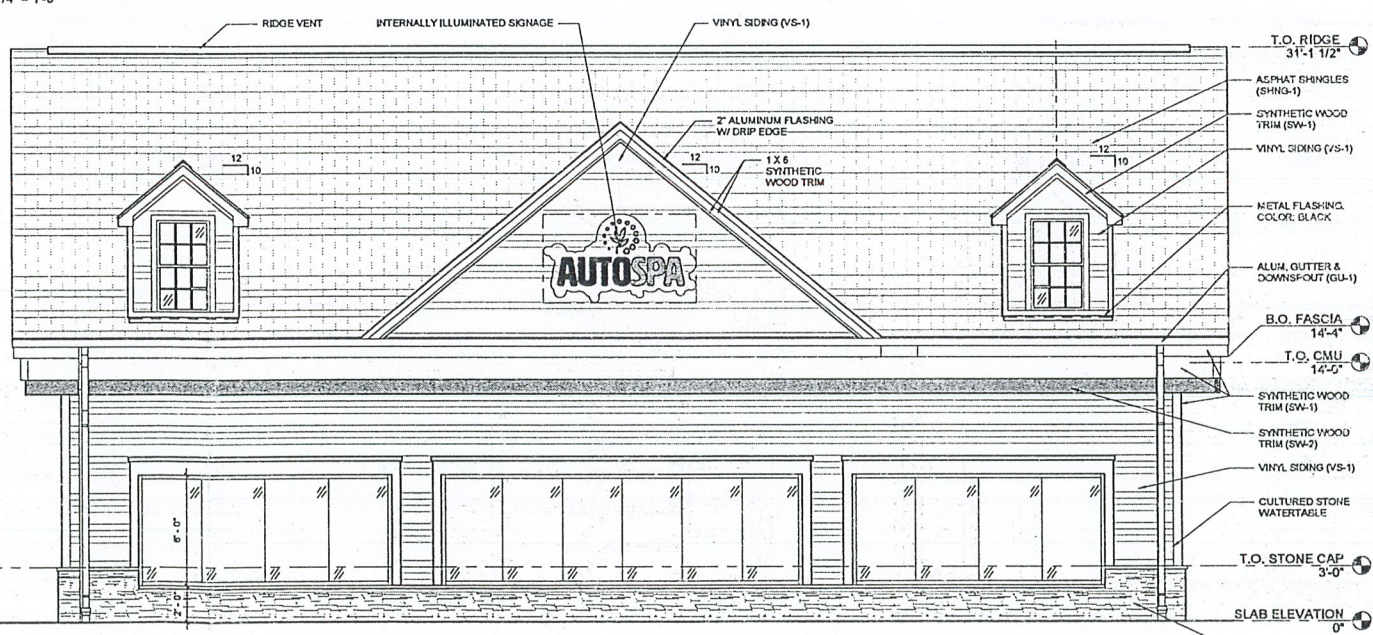 RIDGE VENT
INTERNALLY ILLUMINATED SIGNAGE
VINYL SIDING (VS-1)
T.O. RIDGE
31'-1 1/2"
ASPHAT SHINGLES
(SHNG-1)
SYNTHETIC WOOD
TRIM (SW-1)
2" ALUMINUM FLASHING
W/ DRIP EDGE
VINYL SIDING (VS-1)
12
10
12
10
12
10
1 X 6
SYNTHETIC
WOOD TRIM
METAL FLASHING,
COLOR: BLACK
AUTOSPA
ALUM. GUTTER &
DOWNSPOUT (GU-1)
B.O. FASCIA
14'-4"
T.O. CMU
SYNTHETIC WOOD
TRIM (SW-1)
SYNTHETIC WOOD
TRIM (SW-2)
VINYL SIDING (VS-1)
CULTURED STONE
WATERTABLE
6'-0"
T.O. STONE CAP
3'-0"
2'-0"
SLAB ELEVATION
0"